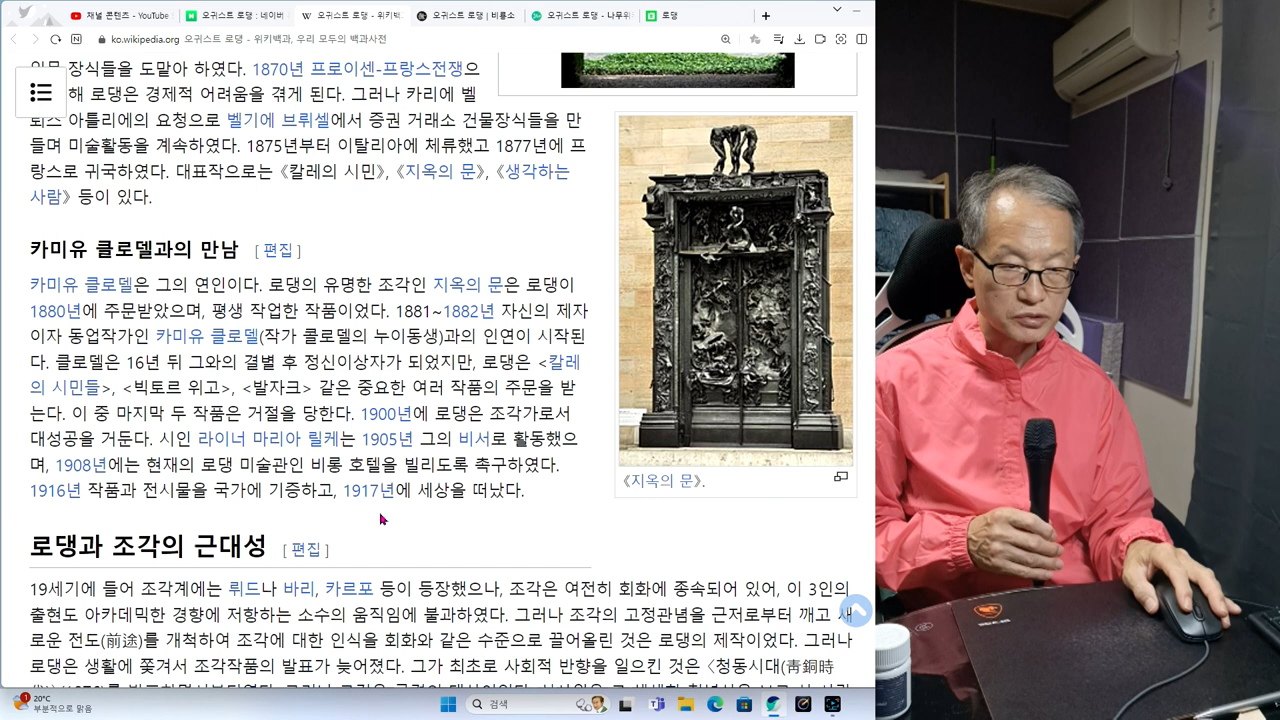 채널 콘텐츠 - YouTube
오귀스트 로댕 : 네이버
오귀스트 로댕 - 위키백
오귀스트 로댕 | 비룡소
오귀스트 로댕 - 나무위
로댕
ko.wikipedia.org 오귀스트 로댕 - 위키백과, 우리 모두의 백과사전
장식들을 도맡아 하였다. 1870년 프로이센-프랑스전쟁으
해 로댕은 경제적 어려움을 겪게 된다. 그러나 카리에 벨
뢰즈 아틀리에의 요청으로 벨기에 브뤼셀에서 증권 거래소 건물장식들을 만
들며 미술활동을 계속하였다. 1875년부터 이탈리아에 체류했고 1877년에 프
랑스로 귀국하였다. 대표작으로는 《칼레의 시민》, 《지옥의 문》, 《생각하는
사람》 등이 있다.
카미유 클로델과의 만남 [ 편집 ]
카미유 클로델은 그의 연인이다. 로댕의 유명한 조각인 지옥의 문은 로댕이
1880년에 주문받았으며, 평생 작업한 작품이었다. 1881~1882년 자신의 제자
이자 동업작가인 카미유 클로델(작가 폴로델의 누이동생)과의 인연이 시작된
다. 클로델은 16년 뒤 그와의 결별 후 정신이상자가 되었지만, 로댕은 <칼레
의 시민들>, <빅토르 위고>, <발자크> 같은 중요한 여러 작품의 주문을 받
는다. 이 중 마지막 두 작품은 거절을 당한다. 1900년에 로댕은 조각가로서
대성공을 거둔다. 시인 라이너 마리아 릴케는 1905년 그의 비서로 활동했으
며, 1908년에는 현재의 로댕 미술관인 비롱 호텔을 빌리도록 촉구하였다.
1916년 작품과 전시물을 국가에 기증하고, 1917년에 세상을 떠났다.
《지옥의 문》.
로댕과 조각의 근대성 [ 편집 ]
19세기에 들어 조각계에는 뤼드나 바리, 카르포 등이 등장했으나, 조각은 여전히 회화에 종속되어 있어, 이 3인의
출현도 아카데믹한 경향에 저항하는 소수의 움직임에 불과하였다. 그러나 조각의 고정관념을 근저로부터 깨고 새
로운 전도(前途)를 개척하여 조각에 대한 인식을 회화와 같은 수준으로 끌어올린 것은 로댕의 제작이었다. 그러나
로댕은 생활에 쫓겨서 조각작품의 발표가 늦어졌다. 그가 최초로 사회적 반향을 일으킨 것은 〈청동시대(靑銅時
1
20°C
부분적으로 맑음
검색